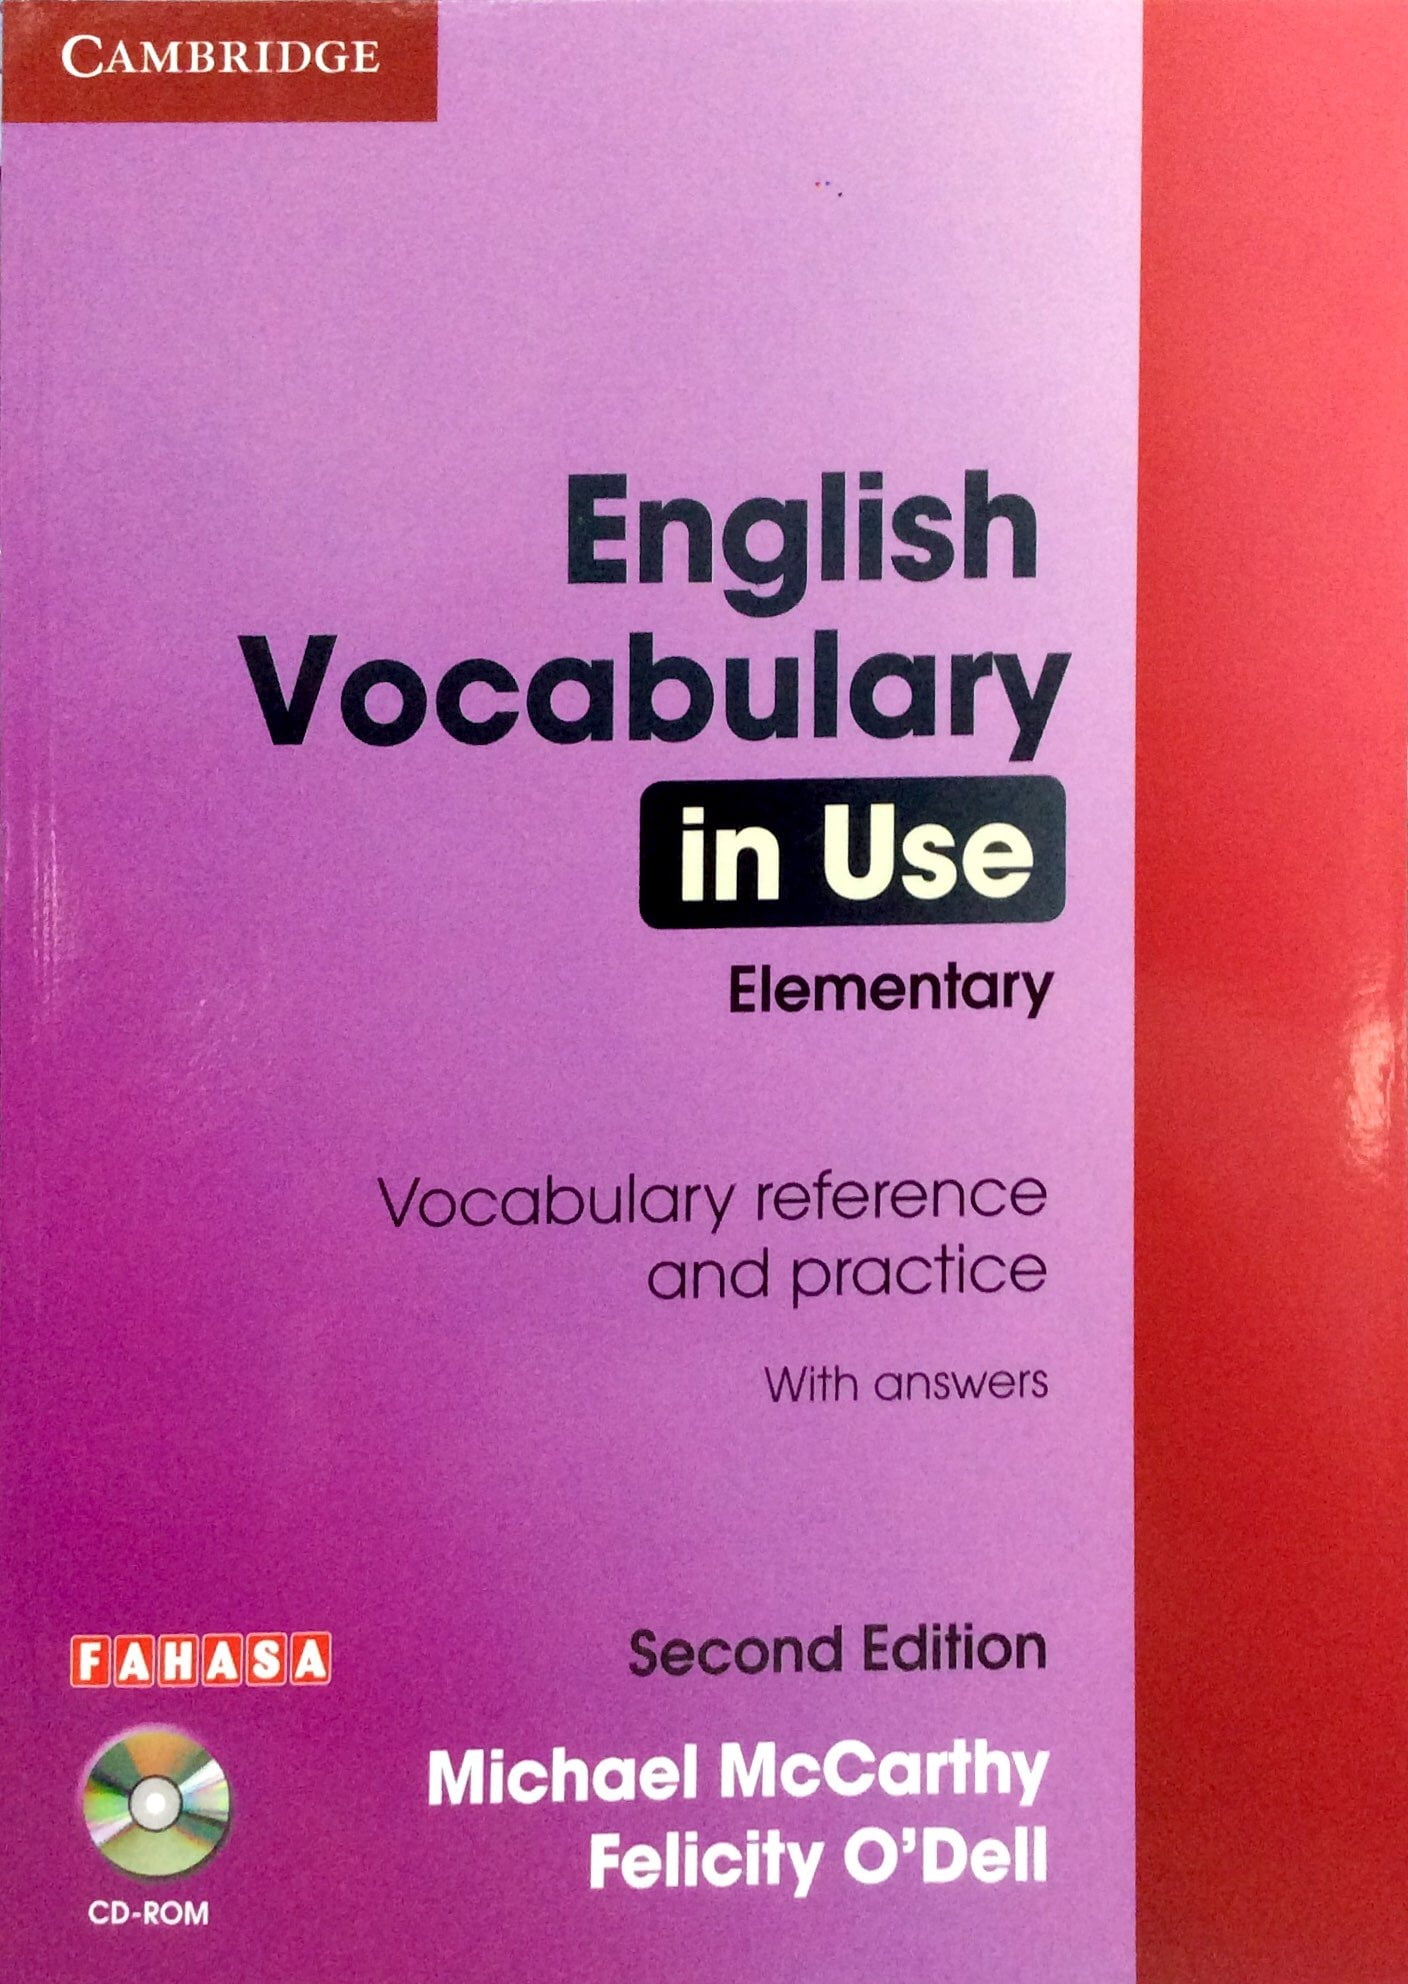 CAMBRIDGE
English
Vocabulary
in Use
Elementary
Vocabulary reference
and practice
With answers
Second Edition
Michael McCarthy
Felicity O'Dell
FAHASA
CD-ROM